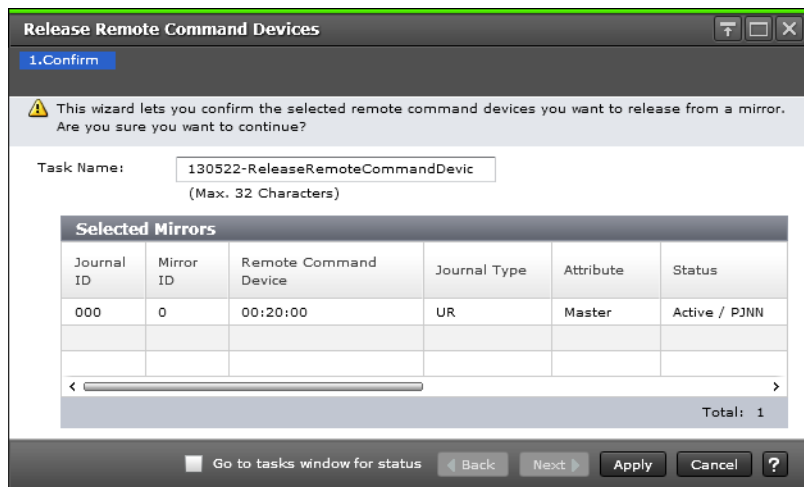 Release Remote Command Devices
1.Confirm
This wizard lets you confirm the selected remote command devices you want to release from a mirror.
Are you sure you want to continue?
Task Name: 130522-ReleaseRemoteCommandDevic
(Max. 32 Characters)
Selected Mirrors
Journal ID Mirror ID Remote Command Device Journal Type Attribute Status
000 0 00:20:00 UR Master Active / PJNN
Total: 1
Go to tasks window for status Back Next Apply Cancel ?